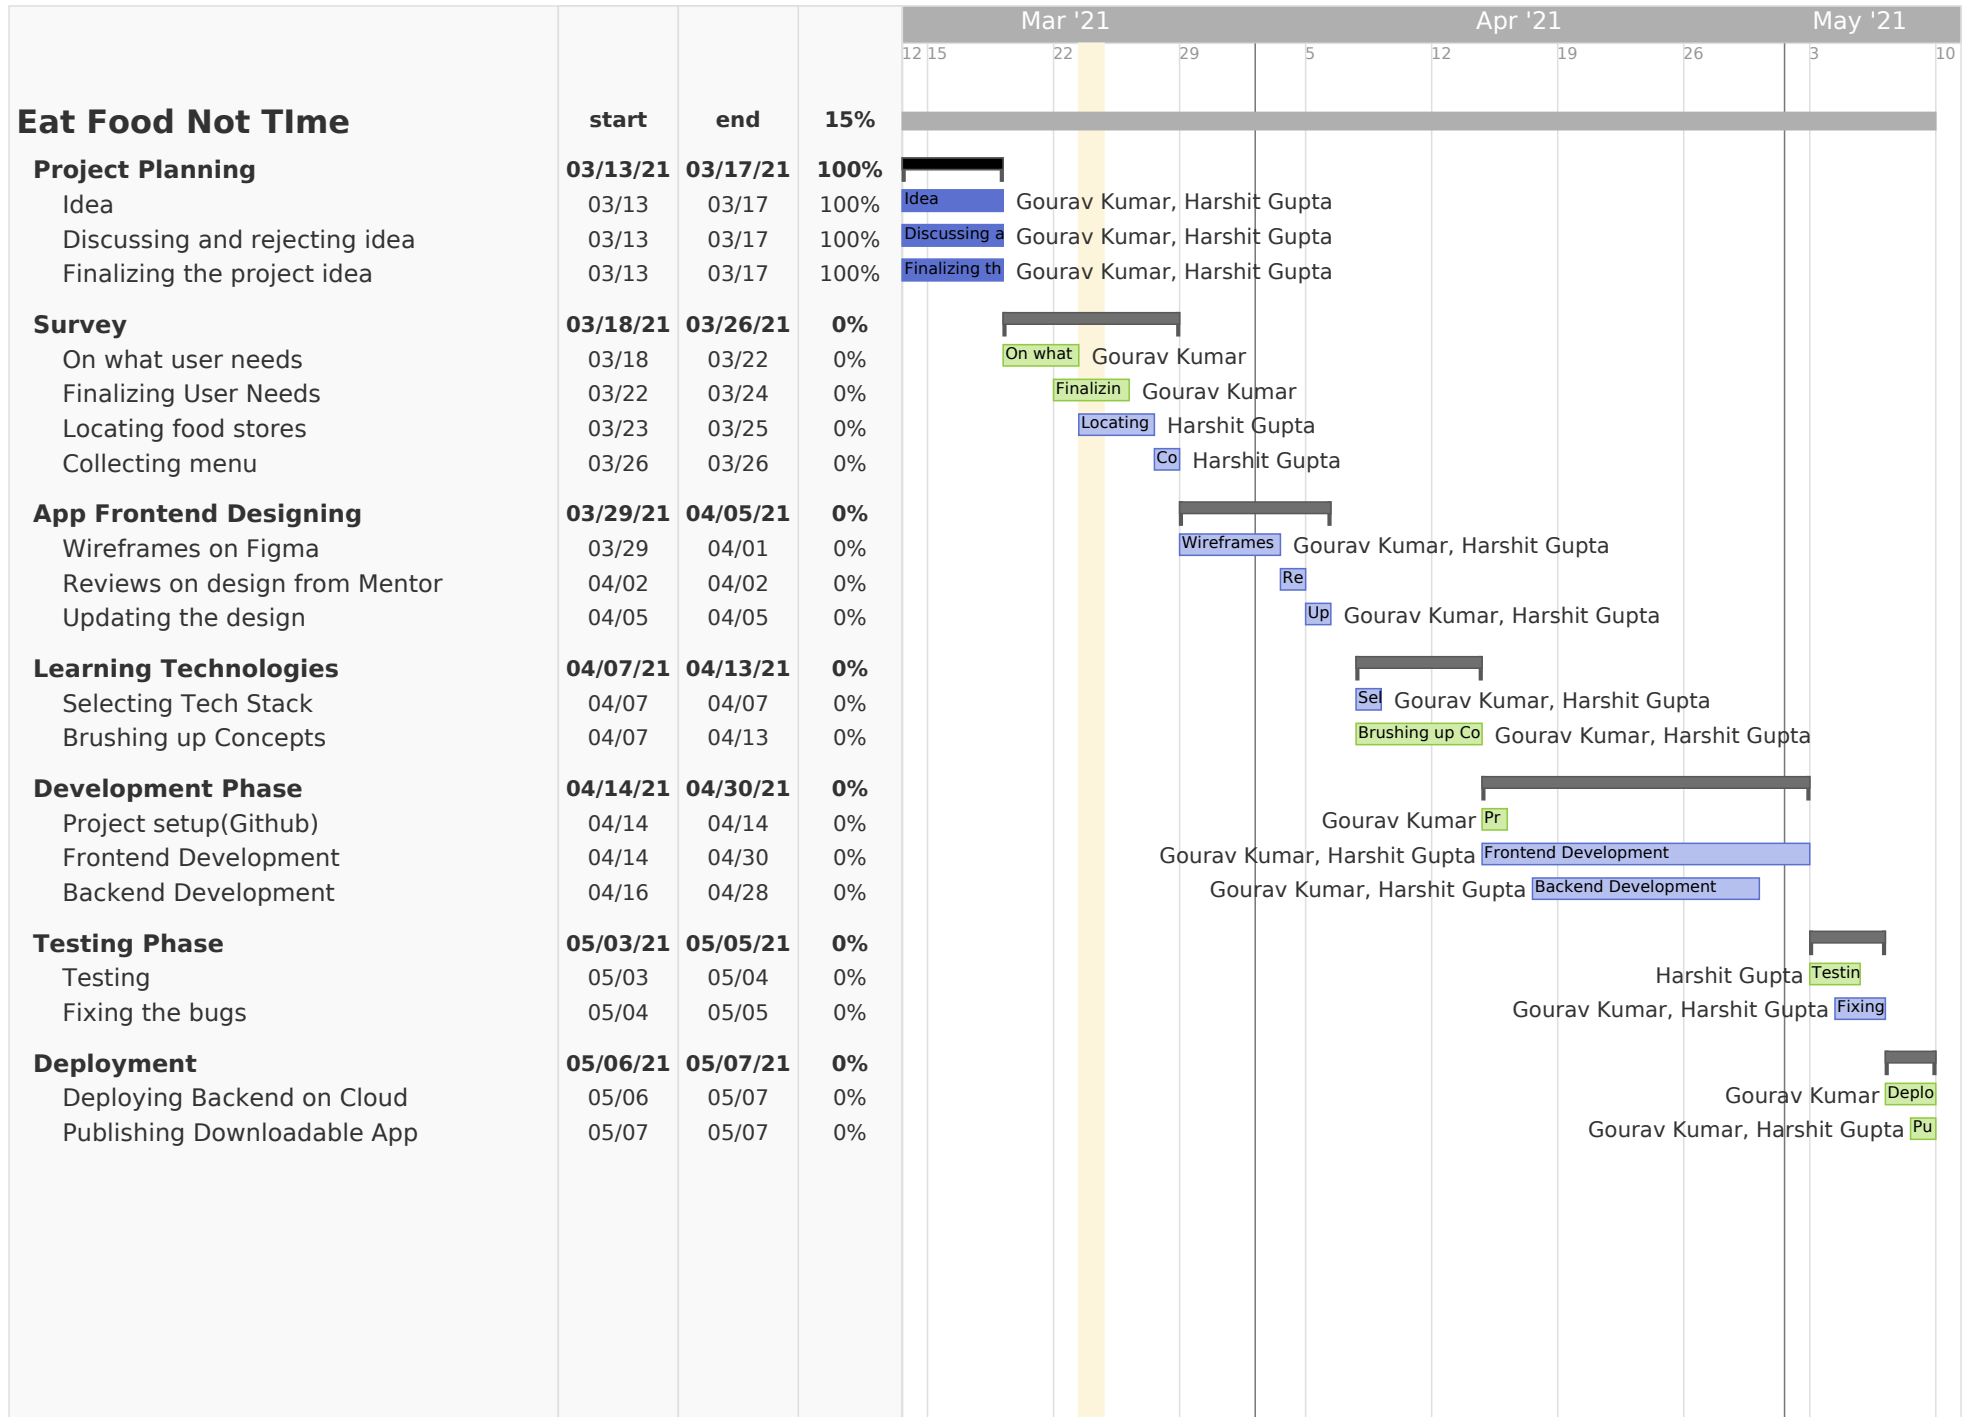 Mar '21 Apr '21 May '21
12 15 22 29 5 12 19 26 3 10
Eat Food Not TIme start end 15%
Project Planning 03/13/21 03/17/21 100%
Idea 03/13 03/17 100% Idea Gourav Kumar, Harshit Gupta
Discussing and rejecting idea 03/13 03/17 100% Discussing a Gourav Kumar, Harshit Gupta
Finalizing the project idea 03/13 03/17 100% Finalizing th Gourav Kumar, Harshit Gupta
Survey 03/18/21 03/26/21 0%
On what user needs 03/18 03/22 0% On what Gourav Kumar
Finalizing User Needs 03/22 03/24 0% Finalizin Gourav Kumar
Locating food stores 03/23 03/25 0% Locating Harshit Gupta
Collecting menu 03/26 03/26 0% Co Harshit Gupta
App Frontend Designing 03/29/21 04/05/21 0%
Wireframes on Figma 03/29 04/01 0% Wireframes Gourav Kumar, Harshit Gupta
Reviews on design from Mentor 04/02 04/02 0% Re
Updating the design 04/05 04/05 0% Up Gourav Kumar, Harshit Gupta
Learning Technologies 04/07/21 04/13/21 0%
Selecting Tech Stack 04/07 04/07 0% Sel Gourav Kumar, Harshit Gupta
Brushing up Concepts 04/07 04/13 0% Brushing up Co Gourav Kumar, Harshit Gupta
Development Phase 04/14/21 04/30/21 0%
Project setup(Github) 04/14 04/14 0% Gourav Kumar Pr
Frontend Development 04/14 04/30 0% Gourav Kumar, Harshit Gupta Frontend Development
Backend Development 04/16 04/28 0% Gourav Kumar, Harshit Gupta Backend Development
Testing Phase 05/03/21 05/05/21 0%
Testing 05/03 05/04 0% Harshit Gupta Testin
Fixing the bugs 05/04 05/05 0% Gourav Kumar, Harshit Gupta Fixing
Deployment 05/06/21 05/07/21 0%
Deploying Backend on Cloud 05/06 05/07 0% Gourav Kumar Deplo
Publishing Downloadable App 05/07 05/07 0% Gourav Kumar, Harshit Gupta Pu